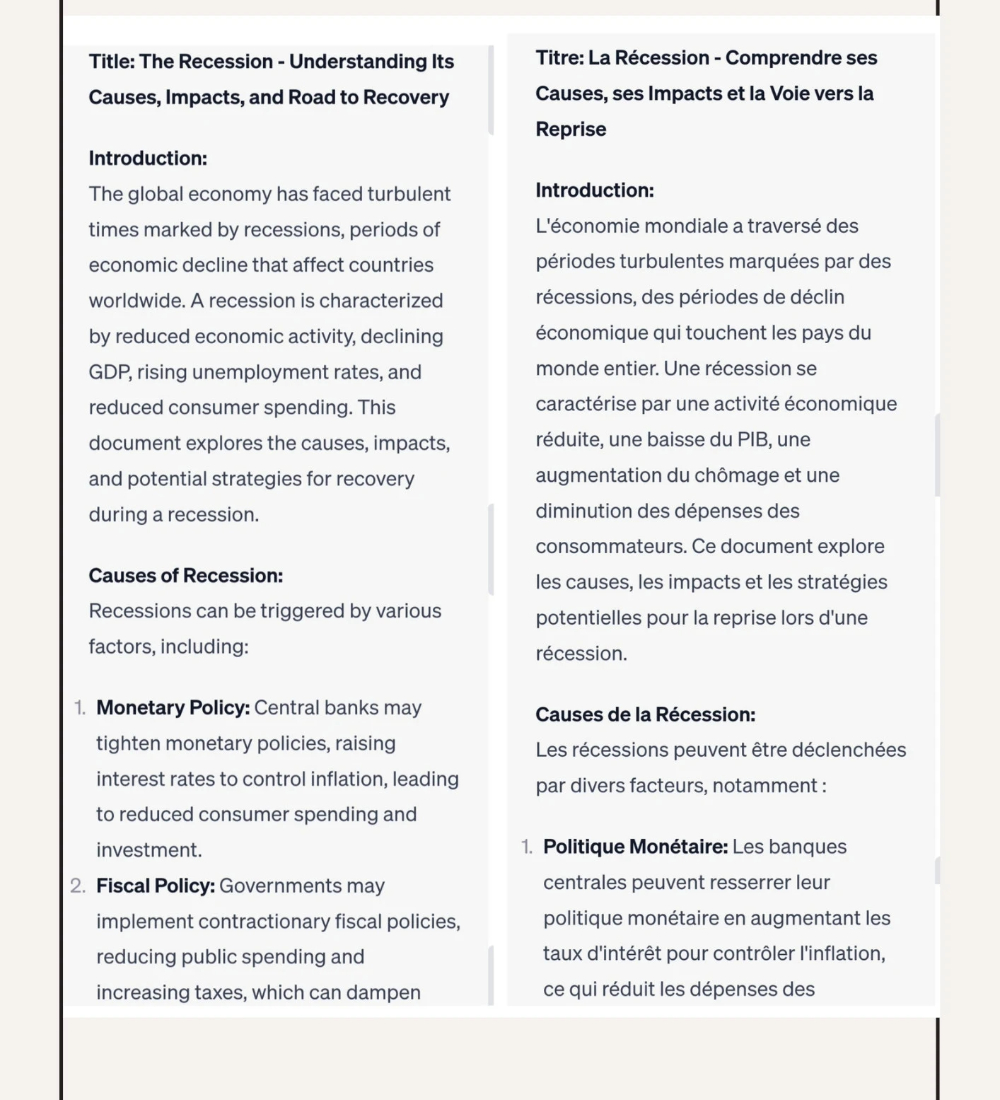 Title: The Recession - Understanding Its
Causes, Impacts, and Road to Recovery
Introduction:
The global economy has faced turbulent
times marked by recessions, periods of
economic decline that affect countries
worldwide. A recession is characterized
by reduced economic activity, declining
GDP, rising unemployment rates, and
reduced consumer spending. This
document explores the causes, impacts,
and potential strategies for recovery
during a recession.
Causes of Recession:
Recessions can be triggered by various
factors, including:
1. Monetary Policy: Central banks may
tighten monetary policies, raising
interest rates to control inflation, leading
to reduced consumer spending and
investment.
2. Fiscal Policy: Governments may
implement contractionary fiscal policies,
reducing public spending and
increasing taxes, which can dampen
Titre: La Récession - Comprendre ses
Causes, ses Impacts et la Voie vers la
Reprise
Introduction:
L'économie mondiale a traversé des
périodes turbulentes marquées par des
récessions, des périodes de déclin
économique qui touchent les pays du
monde entier. Une récession se
caractérise par une activité économique
réduite, une baisse du PIB, une
augmentation du chômage et une
diminution des dépenses des
consommateurs. Ce document explore
les causes, les impacts et les stratégies
potentielles pour la reprise lors d'une
récession.
Causes de la Récession:
Les récessions peuvent être déclenchées
par divers facteurs, notamment :
1. Politique Monétaire: Les banques
centrales peuvent resserrer leur
politique monétaire en augmentant les
taux d'intérêt pour contrôler l'inflation,
ce qui réduit les dépenses des